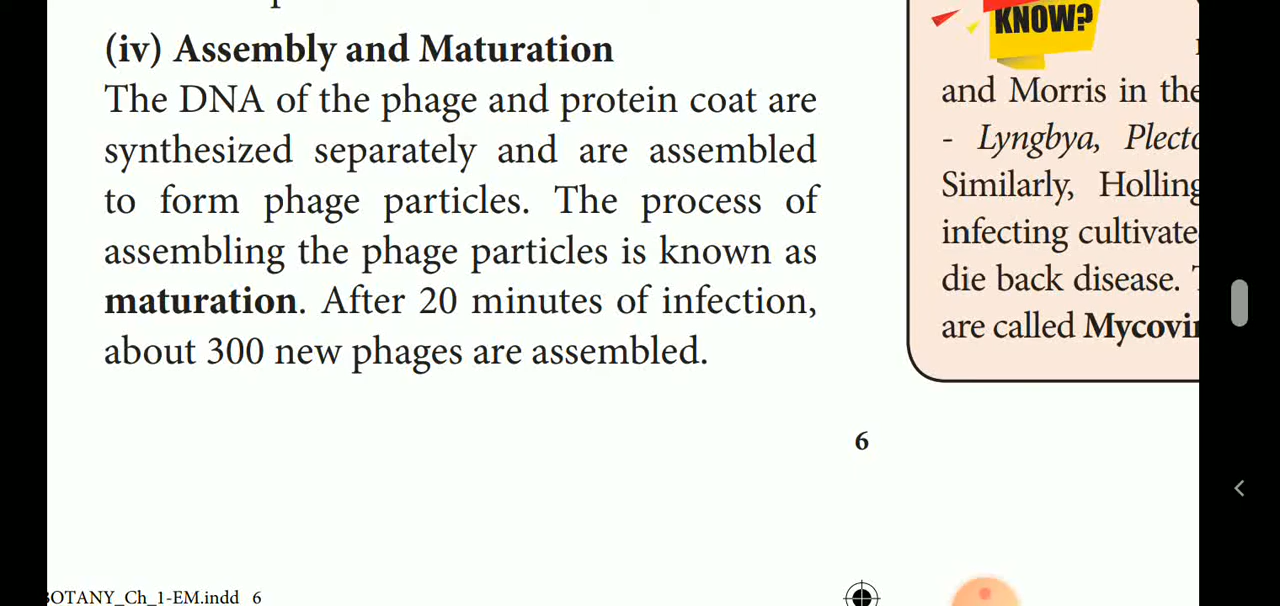 (iv) Assembly and Maturation
The DNA of the phage and protein coat are
synthesized separately and are assembled
to form phage particles. The process of
assembling the phage particles is known as
maturation. After 20 minutes of infection,
about 300 new phages are assembled.
KNOW?
and Morris in the
- Lyngbya,
Similarly,
infecting
die back disease.
are called
6
Ch_1-EM.indd 6